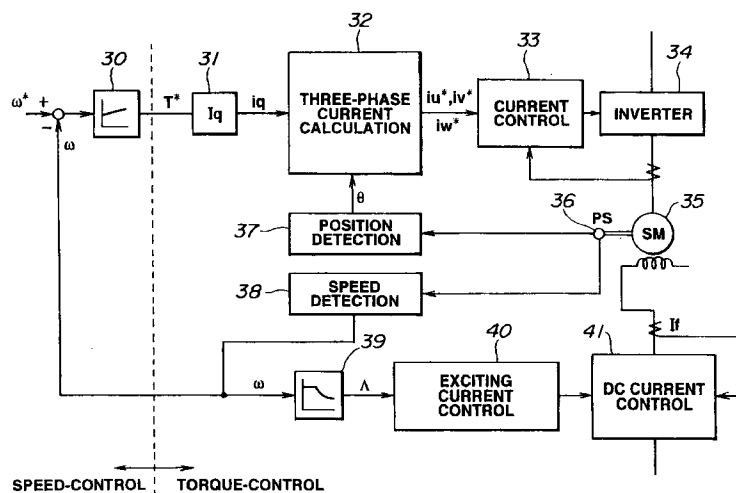 30
31
32
33
34
ω* +
−
ω
T*
Iq
iq
THREE-PHASE
CURRENT
CALCULATION
iu*,iv*
iw*
CURRENT
CONTROL
INVERTER
θ
36
PS
35
SM
37
POSITION
DETECTION
38
SPEED
DETECTION
39
ω
Λ
40
EXCITING
CURRENT
CONTROL
41
If
DC CURRENT
CONTROL
SPEED-CONTROL
TORQUE-CONTROL